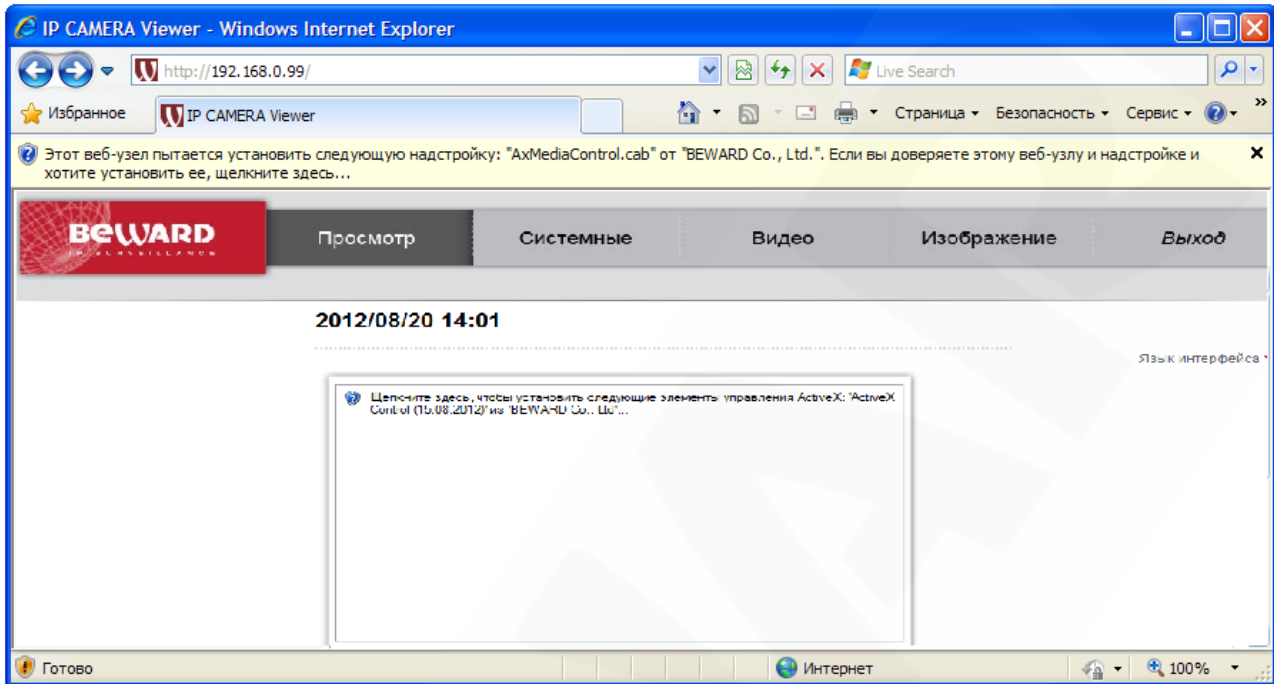 IP CAMERA Viewer - Windows Internet Explorer
http://192.168.0.99/
Live Search
Избранное
IP CAMERA Viewer
Страница
Безопасность
Сервис
Этот веб-узел пытается установить следующую надстройку: "AxMediaControl.cab" от "BEWARD Co., Ltd.". Если вы доверяете этому веб-узлу и надстройке и
хотите установить ее, щелкните здесь...
BEWARD
Просмотр
Системные
Видео
Изображение
Выход
2012/08/20 14:01
Язык интерфейса
Щелкните здесь, чтобы установить следующие элементы управления ActiveX: "ActiveX
Control (15.08.2012)" из "BEWARD Co., Ltd"...
Готово
Интернет
100%